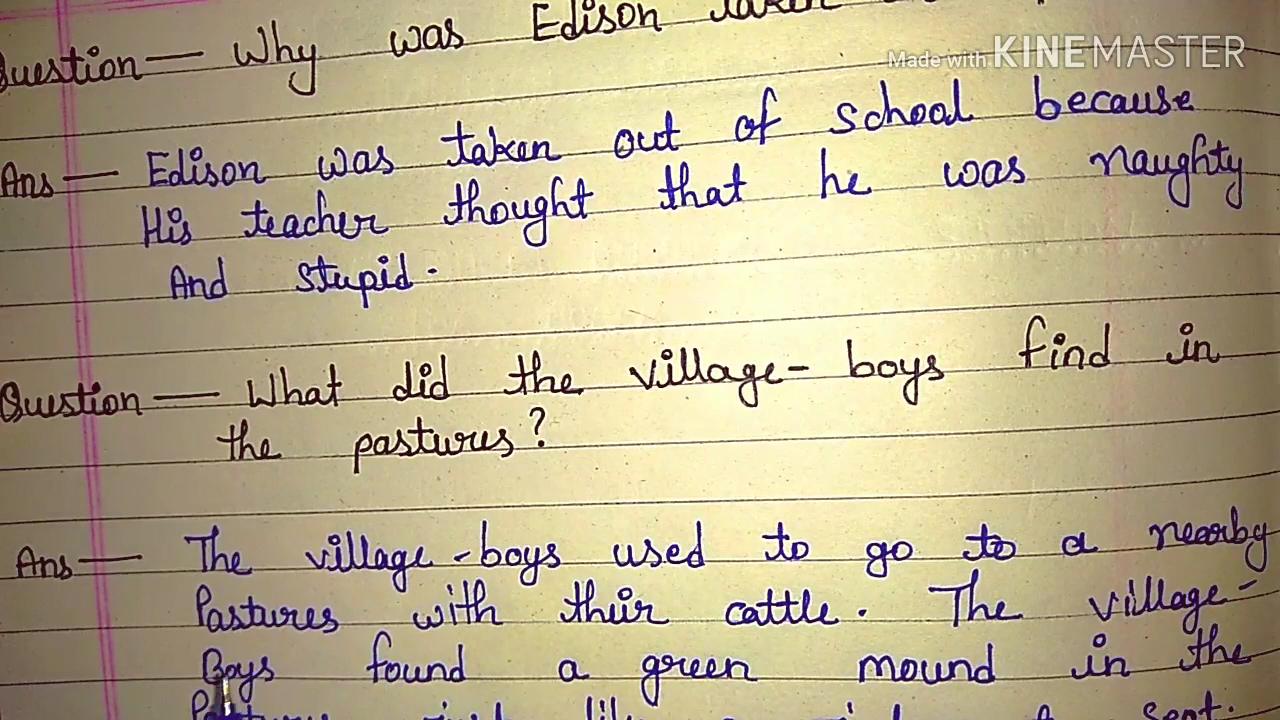 Question — Why was Edison taken
Made with KINEMASTER
Ans — Edison was taken out of school because
His teacher thought that he was naughty
And stupid.
Question — What did the village- boys find in
the pastures?
Ans — The village-boys used to go to a nearby
Pastures with their cattle. The village-
Boys found a green mound in the